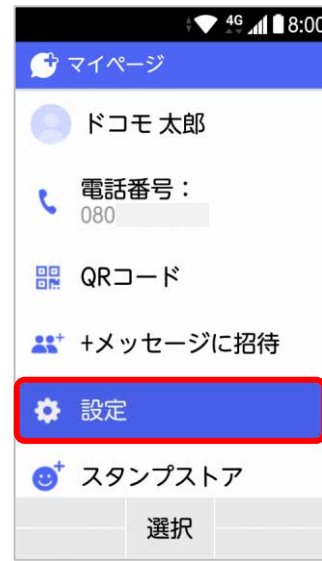 4G 8:00
マイページ
ドコモ 太郎
電話番号：
080
QRコード
+メッセージに招待
設定
スタンプストア
選択